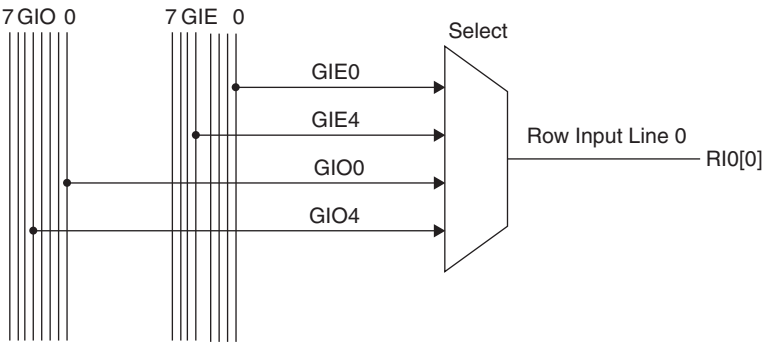 7 GIO 0
7 GIE 0
Select
GIE0
GIE4
GIO0
GIO4
Row Input Line 0
RI0[0]